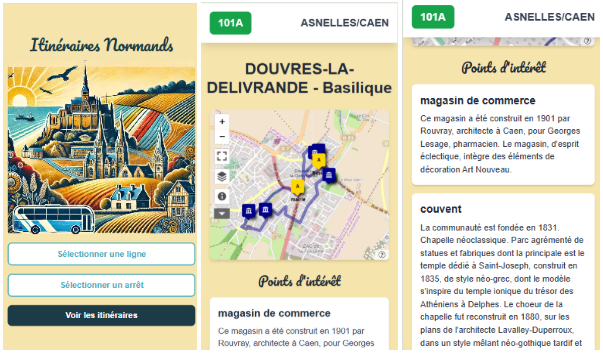 Itinéraires Normands
Sélectionner une ligne
Sélectionner un arrêt
Voir les itinéraires
101A
ASNELLES/CAEN
DOUVRES-LA-
DELIVRANDE - Basilique
Points d'intérêt
magasin de commerce
Ce magasin a été construit en 1901 par
Rouvray, architecte à Caen, pour Georges
101A
ASNELLES/CAEN
Points d'intérêt
magasin de commerce
Ce magasin a été construit en 1901 par
Rouvray, architecte à Caen, pour Georges
Lesage, pharmacien. Le magasin, d'esprit
éclectique, intègre des éléments de
décoration Art Nouveau.
couvent
La communauté est fondée en 1831.
Chapelle néoclassique. Parc agrémenté de
statues et fabriques dont la principale est le
temple dédié à Saint-Joseph, construit en
1835, de style néo-grec, dont le modèle
s'inspire du temple ionique du trésor des
Athéniens à Delphes. Le choeur de la
chapelle fut reconstruit en 1880, sur les
plans de l'architecte Lavalley-Duperroux,
dans un style mêlant néo-gothique tardif et